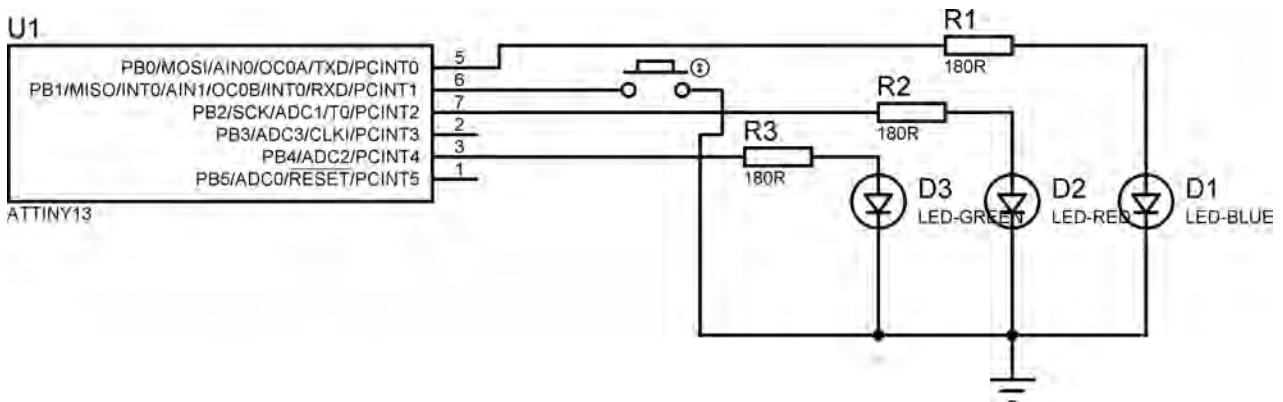 U1
PB0/MOSI/AIN0/OC0A/TXD/PCINT0
PB1/MISO/INT0/AIN1/OC0B/INT0/RXD/PCINT1
PB2/SCK/ADC1/T0/PCINT2
PB3/ADC3/CLKI/PCINT3
PB4/ADC2/PCINT4
PB5/ADC0/RESET/PCINT5
ATTINY13
5
6
7
2
3
1
R1
180R
R2
180R
R3
180R
D3
LED-GREEN
D2
LED-RED
D1
LED-BLUE